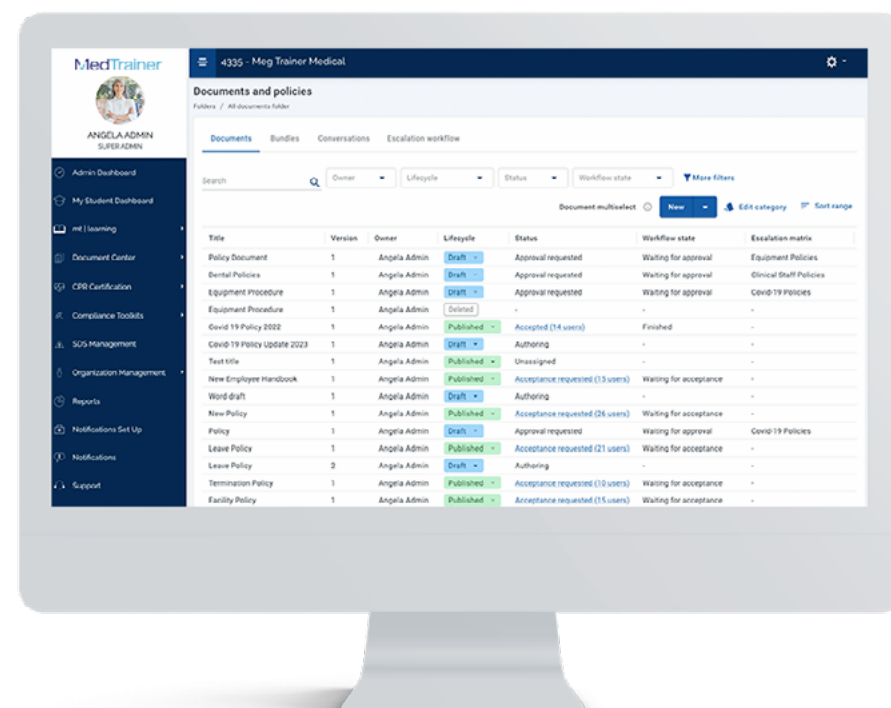 MedTrainer
ANGELA ADMIN
SUPER ADMIN
Admin Dashboard
My Student Dashboard
mt | learning
Document Center
CPR Certification
Compliance Toolkits
SDS Management
Organization Management
Reports
Notifications Set Up
Notifications
Support
4335 - Meg Trainer Medical
Documents and policies
Folders / All documents folder
Documents Bundles Conversations Escalation workflow
Search Owner Lifecycle Status Workflow state More filters
Document multiselect New Edit category Sort range
Title Version Owner Lifecycle Status Workflow state Escalation matrix
Policy Document 1 Angela Admin Draft Approval requested Waiting for approval Equipment Policies
Dental Policies 1 Angela Admin Draft Approval requested Waiting for approval Clinical Staff Policies
Equipment Procedure 1 Angela Admin Draft Approval requested Waiting for approval Covid-19 Policies
Equipment Procedure 1 Angela Admin Deleted - - -
Covid 19 Policy 2022 1 Angela Admin Published Accepted (14 users) Finished -
Covid-19 Policy Update 2023 1 Angela Admin Draft Authoring - -
Test title 1 Angela Admin Published Unassigned - -
New Employee Handbook 1 Angela Admin Published Acceptance requested (15 users) Waiting for acceptance -
Word draft 1 Angela Admin Draft Authoring - -
New Policy 1 Angela Admin Published Acceptance requested (26 users) Waiting for acceptance -
Policy 1 Angela Admin Draft Approval requested Waiting for approval Covid-19 Policies
Leave Policy 1 Angela Admin Published Acceptance requested (21 users) Waiting for acceptance -
Leave Policy 2 Angela Admin Draft Authoring - -
Termination Policy 1 Angela Admin Published Acceptance requested (10 users) Waiting for acceptance -
Facility Policy 1 Angela Admin Published Acceptance requested (15 users) Waiting for acceptance -